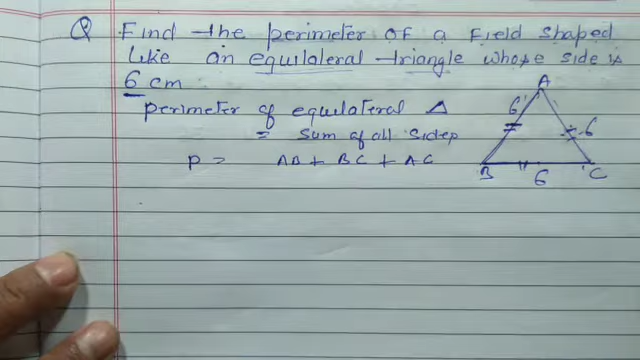 Q Find the perimeter of a field shaped
like an equilateral triangle whose side is
6 cm
perimeter of equilateral Δ
= sum of all sides
P = AB + BC + AC
A
6
6
B
6
C